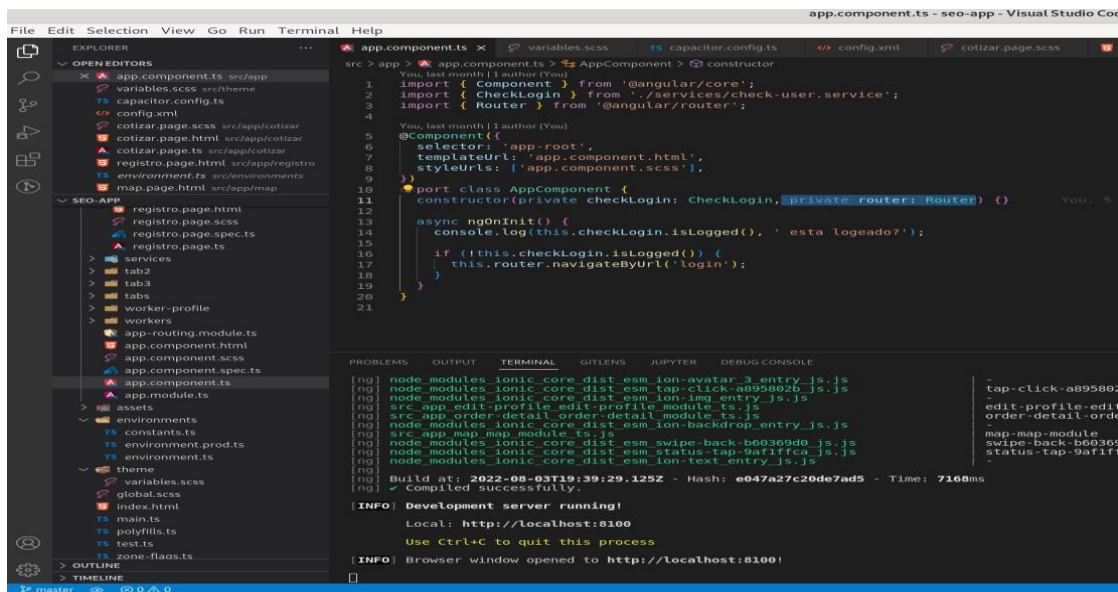 app.component.ts - seo-app - Visual Studio Cod
File Edit Selection View Go Run Terminal Help
EXPLORER
OPEN EDITORS
app.component.ts src/app
variables.scss src/theme
capacitor.config.ts
config.xml
cotizar.page.scss src/app/cotizar
cotizar.page.html src/app/cotizar
cotizar.page.ts src/app/cotizar
registro.page.html src/app/registro
environment.ts src/environments
map.page.html src/app/map
SEO-APP
registro.page.html
registro.page.scss
registro.page.spec.ts
registro.page.ts
services
tab2
tab3
tabs
worker-profile
workers
app-routing.module.ts
app.component.html
app.component.scss
app.component.spec.ts
app.component.ts
app.module.ts
assets
environments
constants.ts
environment.prod.ts
environment.ts
theme
variables.scss
global.scss
index.html
main.ts
polyfills.ts
test.ts
zone-flags.ts
OUTLINE
TIMELINE
master 0 0
app.component.ts variables.scss capacitor.config.ts config.xml cotizar.page.scss
src > app > app.component.ts > AppComponent > constructor
You, last month | 1 author (You)
1 import { Component } from '@angular/core';
2 import { CheckLogin } from './services/check-user.service';
3 import { Router } from '@angular/router';
4
You, last month | 1 author (You)
5 @Component({
6 selector: 'app-root',
7 templateUrl: 'app.component.html',
8 styleUrls: ['app.component.scss'],
9 })
10 port class AppComponent {
11 constructor(private checkLogin: CheckLogin, private router: Router) {} You, 5
12
13 async ngOnInit() {
14 console.log(this.checkLogin.isLogged(), ' esta logeado?');
15
16 if (!this.checkLogin.isLogged()) {
17 this.router.navigateByUrl('login');
18 }
19 }
20 }
21
PROBLEMS OUTPUT TERMINAL GITLENS JUPYTER DEBUG CONSOLE
[ng] node_modules_ionic_core_dist_esm_ion-avatar_3_entry_js.js | -
[ng] node_modules_ionic_core_dist_esm_tap-click-a895802b_js.js | tap-click-a895802
[ng] node_modules_ionic_core_dist_esm_ion-img_entry_js.js | -
[ng] src_app_edit-profile_edit-profile_module_ts.js | edit-profile-edit
[ng] src_app_order-detail_order-detail_module_ts.js | order-detail-orde
[ng] node_modules_ionic_core_dist_esm_ion-backdrop_entry_js.js | -
[ng] src_app_map_map_module_ts.js | map-map-module
[ng] node_modules_ionic_core_dist_esm_swipe-back-b60369d0_js.js | swipe-back-b60369
[ng] node_modules_ionic_core_dist_esm_status-tap-9af1ffca_js.js | status-tap-9af1ff
[ng] node_modules_ionic_core_dist_esm_ion-text_entry_js.js | -
[ng]
[ng] Build at: 2022-08-03T19:39:29.125Z - Hash: e047a27c20de7ad5 - Time: 7168ms
[ng] ✔ Compiled successfully.
[INFO] Development server running!
Local: http://localhost:8100
Use Ctrl+C to quit this process
[INFO] Browser window opened to http://localhost:8100!